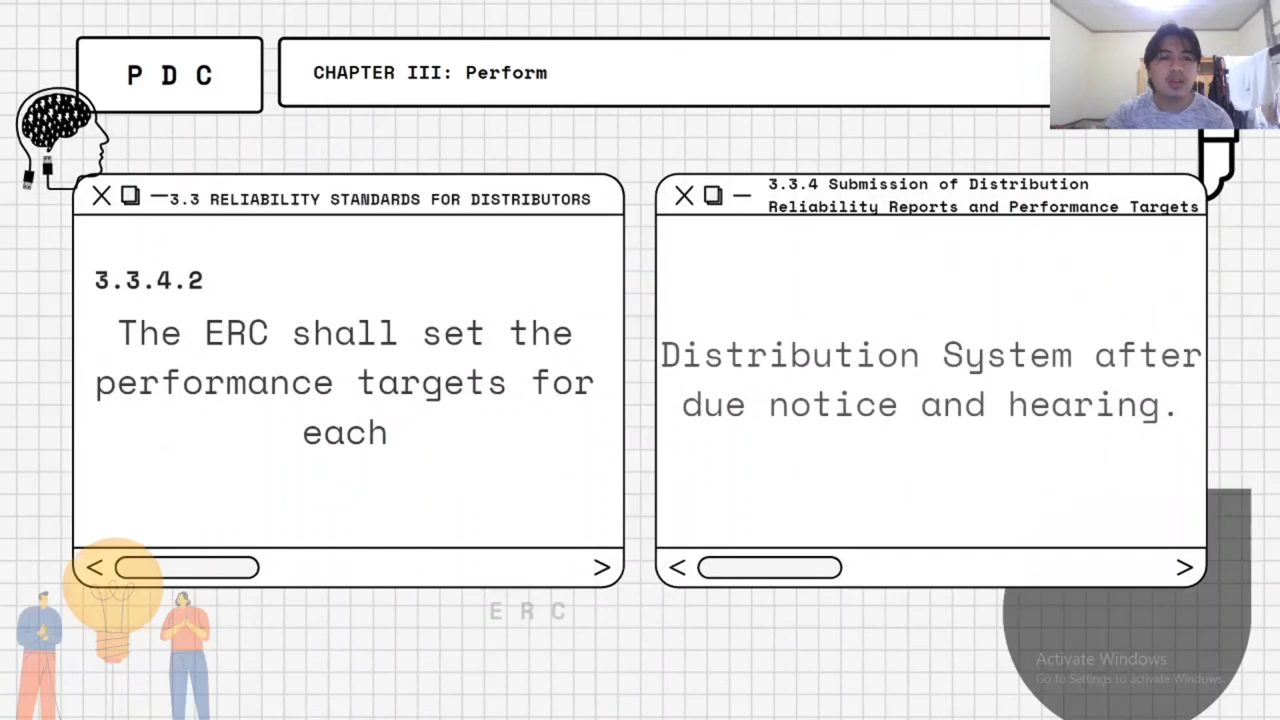 P D C
CHAPTER III: Perform
3.3 RELIABILITY STANDARDS FOR DISTRIBUTORS
3.3.4.2
The ERC shall set the
performance targets for
each
3.3.4 Submission of Distribution
Reliability Reports and Performance Targets
Distribution System after
due notice and hearing.
E R C
Activate Windows
Go to Settings to activate Windows.